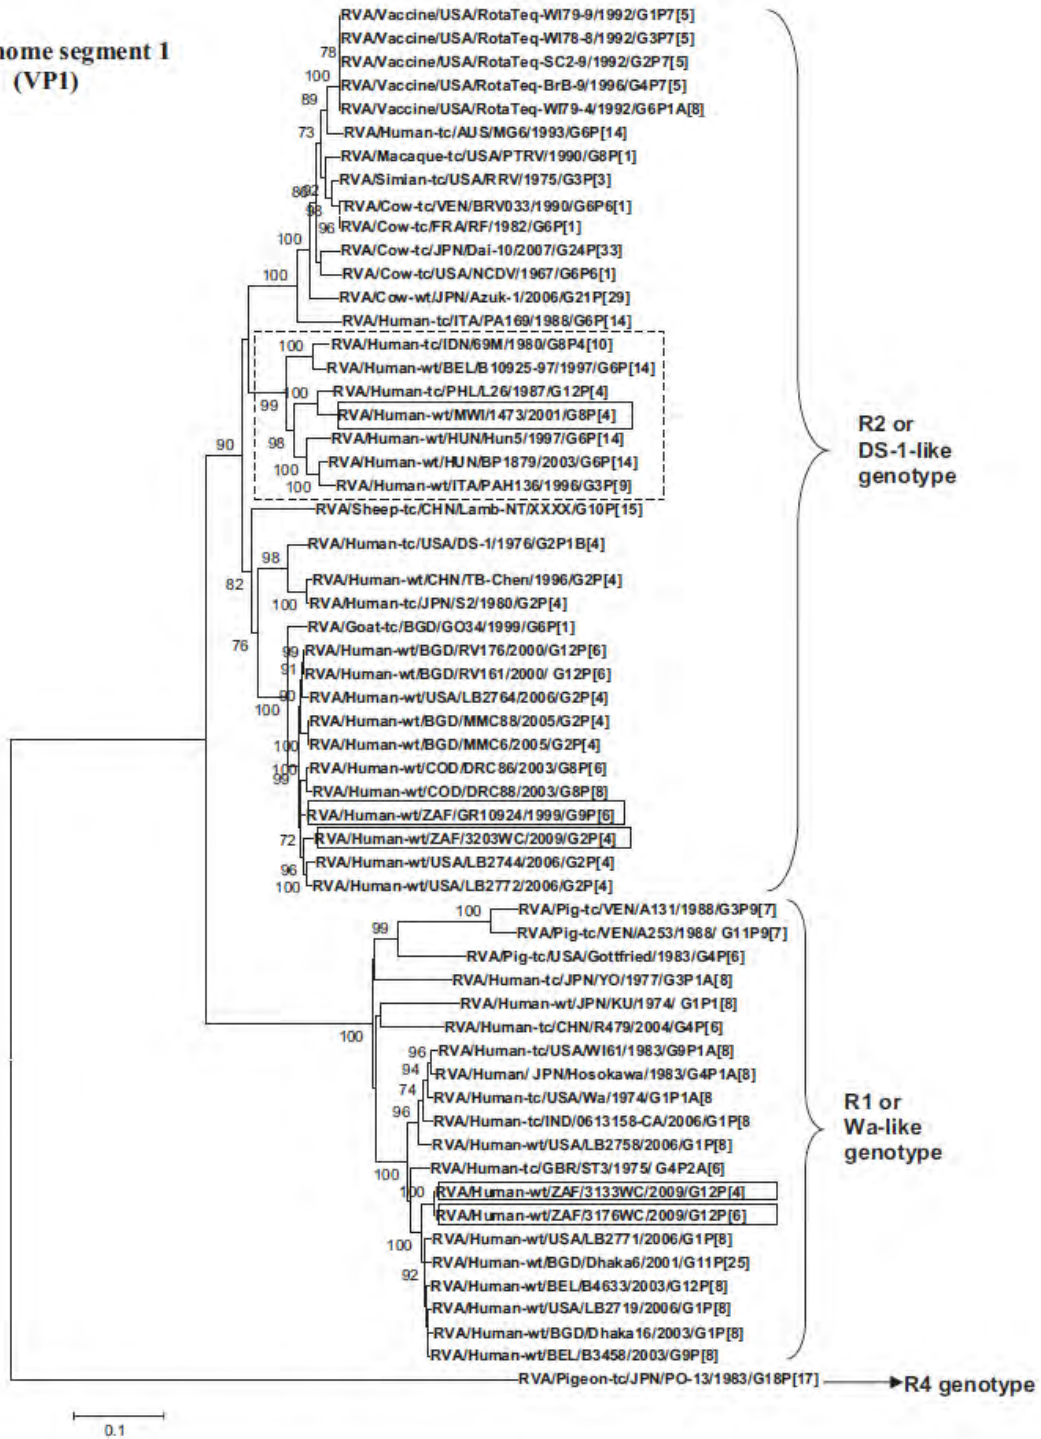 nome segment 1
(VP1)
RVA/Vaccine/USA/RotaTeq-WI79-9/1992/G1P7[5]
RVA/Vaccine/USA/RotaTeq-WI78-8/1992/G3P7[5]
78
RVA/Vaccine/USA/RotaTeq-SC2-9/1992/G2P7[5]
100
RVA/Vaccine/USA/RotaTeq-BrB-9/1996/G4P7[5]
89
RVA/Vaccine/USA/RotaTeq-WI79-4/1992/G6P1A[8]
73
RVA/Human-tc/AUS/MG6/1993/G6P[14]
RVA/Macaque-tc/USA/PTRV/1990/G8P[1]
RVA/Simian-tc/USA/RRV/1975/G3P[3]
RVA/Cow-tc/VEN/BRV033/1990/G6P6[1]
98
96
RVA/Cow-tc/FRA/RF/1982/G6P[1]
100
RVA/Cow-tc/JPN/Dai-10/2007/G24P[33]
100
RVA/Cow-tc/USA/NCDV/1967/G6P6[1]
RVA/Cow-wt/JPN/Azuk-1/2006/G21P[29]
RVA/Human-tc/ITA/PA169/1988/G6P[14]
100
RVA/Human-tc/IDN/69M/1980/G8P4[10]
RVA/Human-wt/BEL/B10925-97/1997/G6P[14]
100
RVA/Human-tc/PHL/L26/1987/G12P[4]
99
RVA/Human-wt/MWI/1473/2001/G8P[4]
98
RVA/Human-wt/HUN/Hun5/1997/G6P[14]
90
100
RVA/Human-wt/HUN/BP1879/2003/G6P[14]
100
RVA/Human-wt/ITA/PAH136/1996/G3P[9]
RVA/Sheep-tc/CHN/Lamb-NT/XXXX/G10P[15]
R2 or
DS-1-like
genotype
RVA/Human-tc/USA/DS-1/1976/G2P1B[4]
98
82
RVA/Human-wt/CHN/TB-Chen/1996/G2P[4]
100
RVA/Human-tc/JPN/S2/1980/G2P[4]
RVA/Goat-tc/BGD/GO34/1999/G6P[1]
76
99
RVA/Human-wt/BGD/RV176/2000/G12P[6]
91
RVA/Human-wt/BGD/RV161/2000/ G12P[6]
90
RVA/Human-wt/USA/LB2764/2006/G2P[4]
100
RVA/Human-wt/BGD/MMC88/2005/G2P[4]
100
RVA/Human-wt/BGD/MMC6/2005/G2P[4]
100
RVA/Human-wt/COD/DRC86/2003/G8P[6]
99
RVA/Human-wt/COD/DRC88/2003/G8P[8]
RVA/Human-wt/ZAF/GR10924/1999/G9P[6]
72
RVA/Human-wt/ZAF/3203WC/2009/G2P[4]
96
RVA/Human-wt/USA/LB2744/2006/G2P[4]
100
RVA/Human-wt/USA/LB2772/2006/G2P[4]
100
RVA/Pig-tc/VEN/A131/1988/G3P9[7]
99
RVA/Pig-tc/VEN/A253/1988/ G11P9[7]
RVA/Pig-tc/USA/Gottfried/1983/G4P[6]
RVA/Human-tc/JPN/YO/1977/G3P1A[8]
RVA/Human-wt/JPN/KU/1974/ G1P1[8]
100
RVA/Human-tc/CHN/R479/2004/G4P[6]
96
RVA/Human-tc/USA/WI61/1983/G9P1A[8]
94
RVA/Human/ JPN/Hosokawa/1983/G4P1A[8]
74
RVA/Human-tc/USA/Wa/1974/G1P1A[8
96
RVA/Human-tc/IND/0613158-CA/2006/G1P[8
RVA/Human-wt/USA/LB2758/2006/G1P[8]
R1 or
Wa-like
genotype
100
RVA/Human-tc/GBR/ST3/1975/ G4P2A[6]
100
RVA/Human-wt/ZAF/3133WC/2009/G12P[4]
RVA/Human-wt/ZAF/3176WC/2009/G12P[6]
100
RVA/Human-wt/USA/LB2771/2006/G1P[8]
RVA/Human-wt/BGD/Dhaka6/2001/G11P[25]
92
RVA/Human-wt/BEL/B4633/2003/G12P[8]
RVA/Human-wt/USA/LB2719/2006/G1P[8]
RVA/Human-wt/BGD/Dhaka16/2003/G1P[8]
RVA/Human-wt/BEL/B3458/2003/G9P[8]
RVA/Pigeon-tc/JPN/PO-13/1983/G18P[17]
R4 genotype
0.1